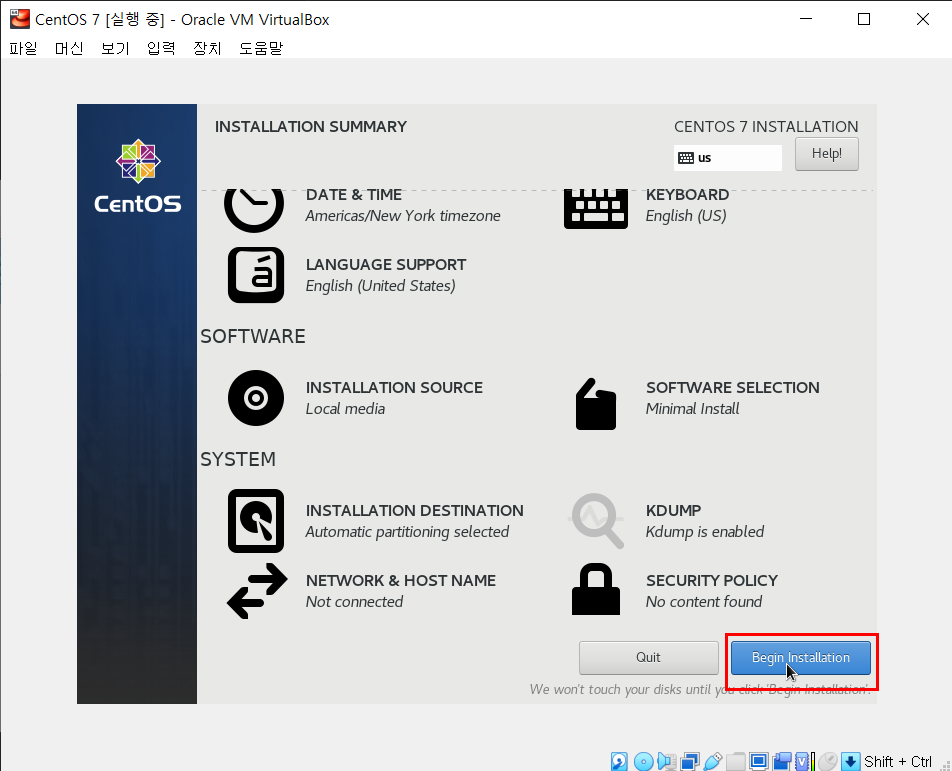 CentOS 7 [실행 중] - Oracle VM VirtualBox
파일 머신 보기 입력 장치 도움말
INSTALLATION SUMMARY
CENTOS 7 INSTALLATION
us
Help!
CentOS
DATE & TIME
Americas/New York timezone
KEYBOARD
English (US)
á
LANGUAGE SUPPORT
English (United States)
SOFTWARE
INSTALLATION SOURCE
Local media
SOFTWARE SELECTION
Minimal Install
SYSTEM
INSTALLATION DESTINATION
Automatic partitioning selected
KDUMP
Kdump is enabled
NETWORK & HOST NAME
Not connected
SECURITY POLICY
No content found
Quit
Begin Installation
We won't touch your disks until you click 'Begin Installation'.
Shift + Ctrl